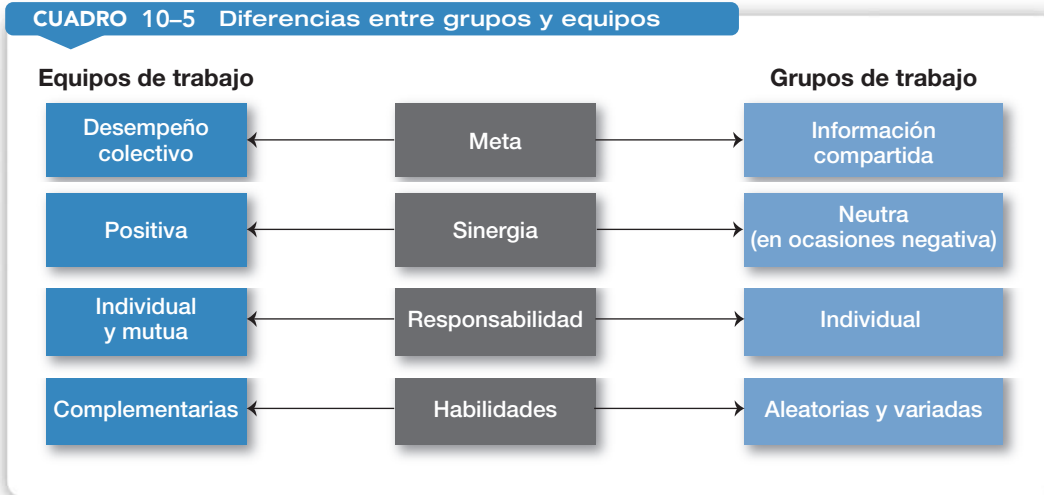 CUADRO 10–5 Diferencias entre grupos y equipos
Equipos de trabajo
Grupos de trabajo
Desempeño
colectivo
Meta
Información
compartida
Positiva
Sinergia
Neutra
(en ocasiones negativa)
Individual
y mutua
Responsabilidad
Individual
Complementarias
Habilidades
Aleatorias y variadas